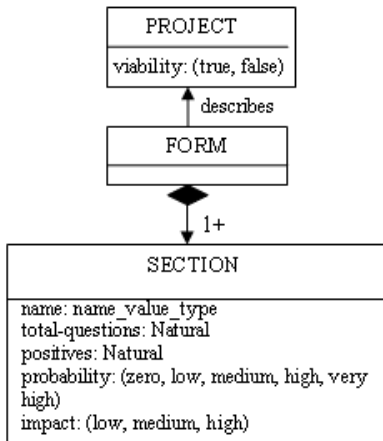 PROJECT
viability: (true, false)
describes
FORM
1+
SECTION
name: name_value_type
total-questions: Natural
positives: Natural
probability: (zero, low, medium, high, very
high)
impact: (low, medium, high)